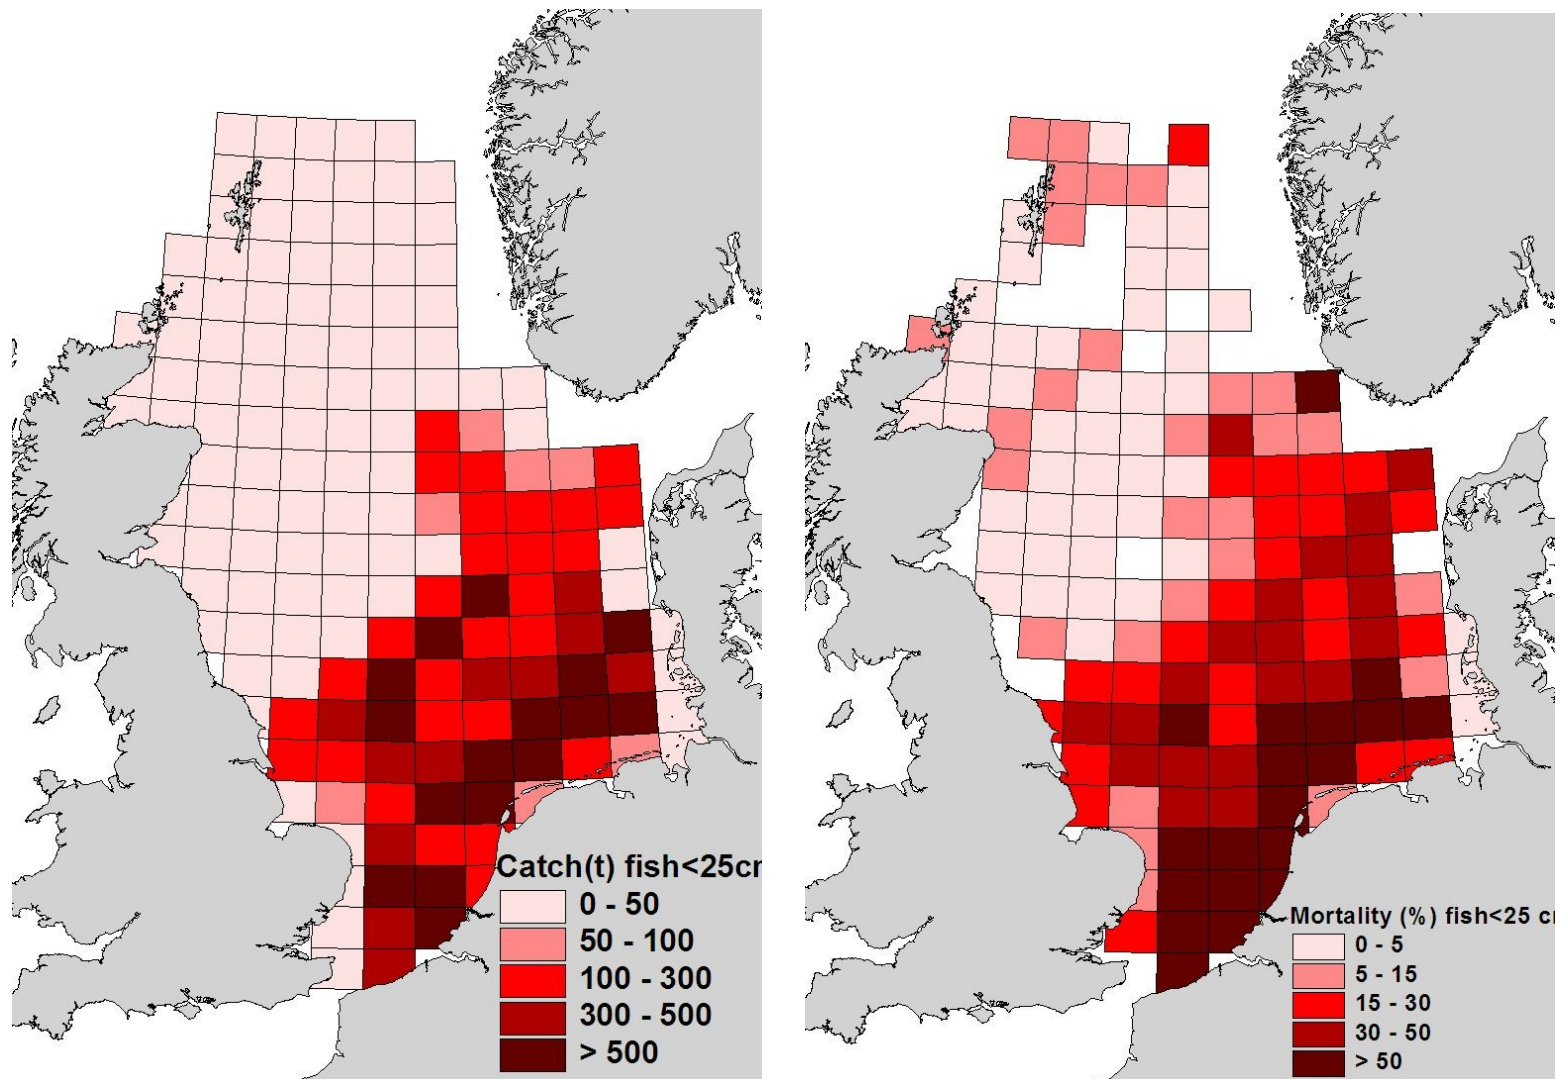 Catch(t) fish<25cm
0 - 50
50 - 100
100 - 300
300 - 500
> 500
Mortality (%) fish<25 cm
0 - 5
5 - 15
15 - 30
30 - 50
> 50